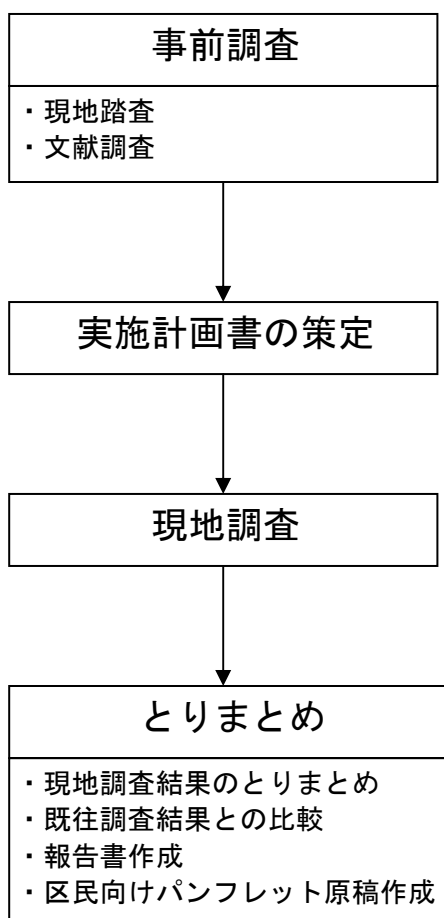 事前調査
・現地踏査
・文献調査
実施計画書の策定
現地調査
とりまとめ
・現地調査結果のとりまとめ
・既往調査結果との比較
・報告書作成
・区民向けパンフレット原稿作成